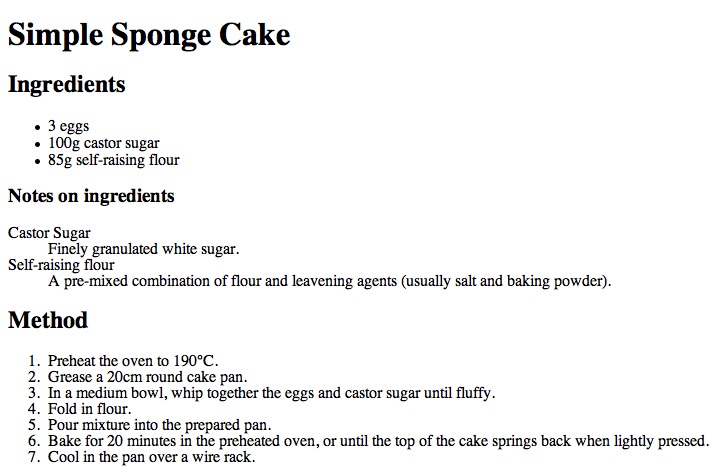 Simple Sponge Cake
Ingredients
• 3 eggs
• 100g castor sugar
• 85g self-raising flour
Notes on ingredients
Castor Sugar
Finely granulated white sugar.
Self-raising flour
A pre-mixed combination of flour and leavening agents (usually salt and baking powder).
Method
1. Preheat the oven to 190°C.
2. Grease a 20cm round cake pan.
3. In a medium bowl, whip together the eggs and castor sugar until fluffy.
4. Fold in flour.
5. Pour mixture into the prepared pan.
6. Bake for 20 minutes in the preheated oven, or until the top of the cake springs back when lightly pressed.
7. Cool in the pan over a wire rack.